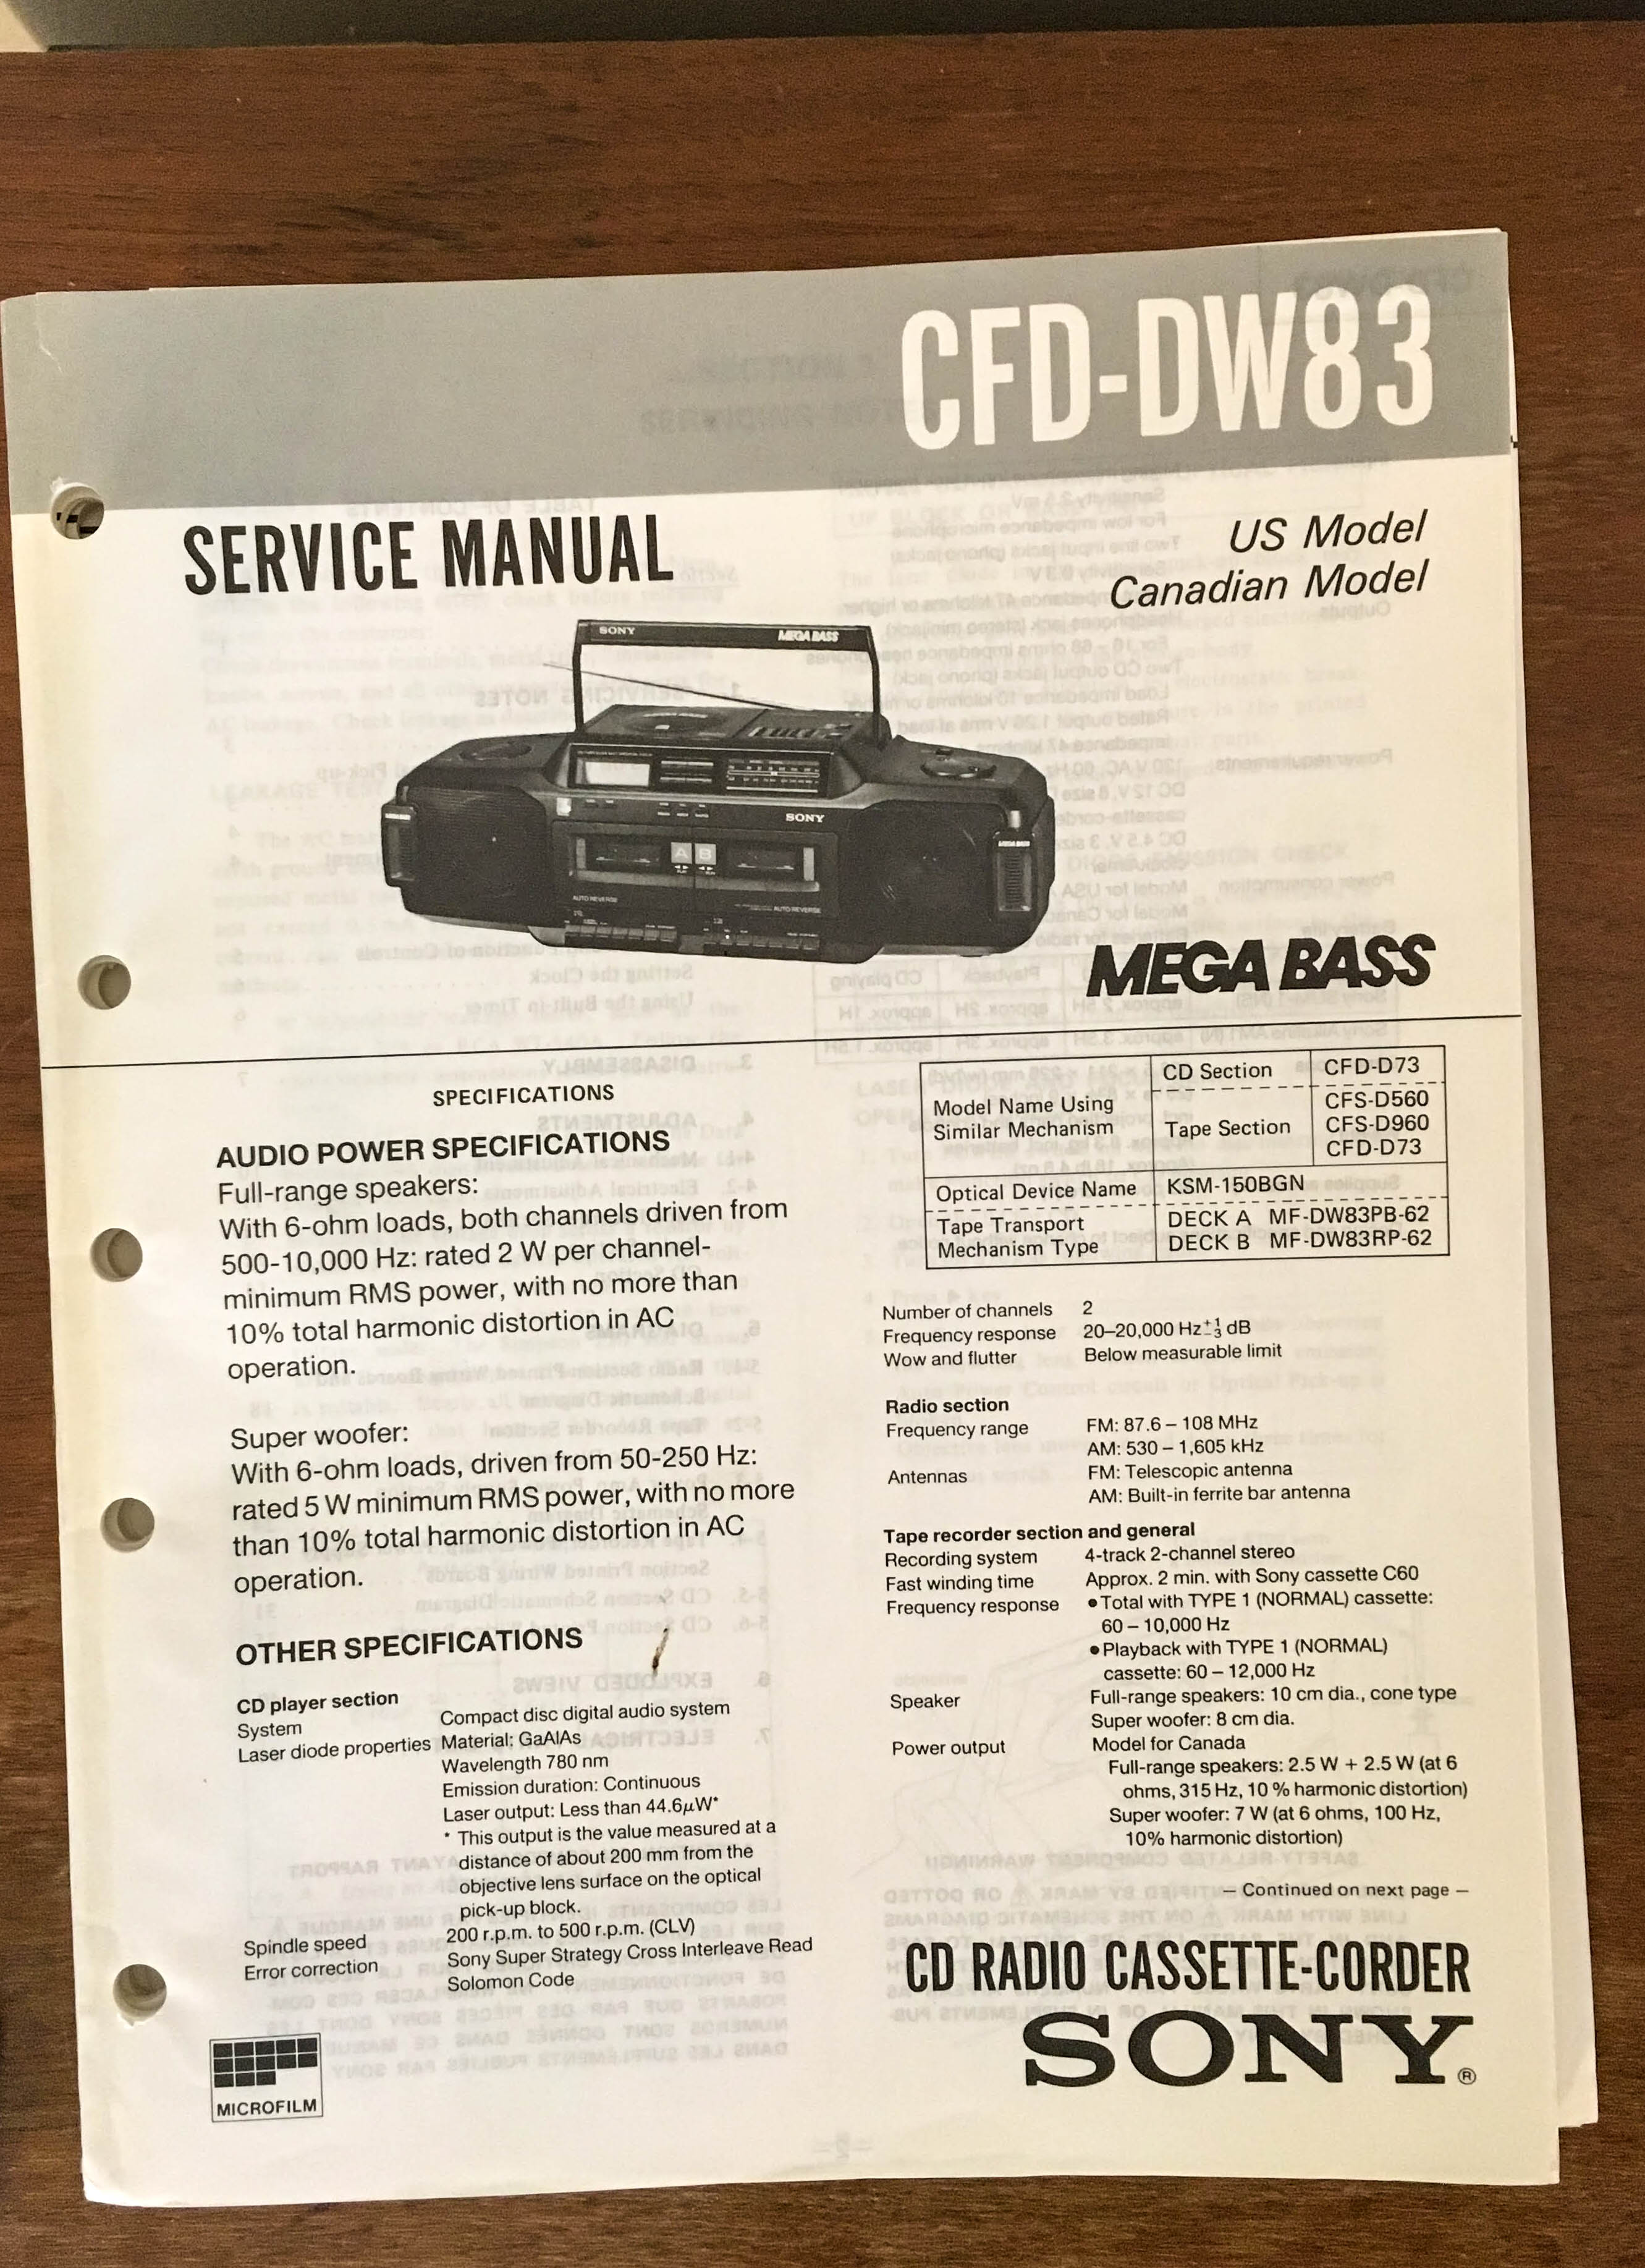 CFD-DW83
SERVICE MANUAL
US Model
Canadian Model
SONY
MEGA BASS
SONY
MEGA BASS
MEGA BASS
A B
AUTO REVERSE
AUTO REVERSE
MEGA BASS
SPECIFICATIONS
AUDIO POWER SPECIFICATIONS
Full-range speakers:
With 6-ohm loads, both channels driven from
500-10,000 Hz: rated 2 W per channel-
minimum RMS power, with no more than
10% total harmonic distortion in AC
operation.
Super woofer:
With 6-ohm loads, driven from 50-250 Hz:
rated 5 W minimum RMS power, with no more
than 10% total harmonic distortion in AC
operation.
OTHER SPECIFICATIONS
CD player section
System Compact disc digital audio system
Laser diode properties Material: GaAlAs
Wavelength 780 nm
Emission duration: Continuous
Laser output: Less than 44.6μW*
* This output is the value measured at a
distance of about 200 mm from the
objective lens surface on the optical
pick-up block.
Spindle speed 200 r.p.m. to 500 r.p.m. (CLV)
Error correction Sony Super Strategy Cross Interleave Read
Solomon Code
MICROFILM
Model Name Using
Similar Mechanism
CD Section CFD-D73
Tape Section
CFS-D560
CFS-D960
CFD-D73
Optical Device Name KSM-150BGN
Tape Transport
Mechanism Type
DECK A MF-DW83PB-62
DECK B MF-DW83RP-62
Number of channels 2
Frequency response 20–20,000 Hz +1 −3 dB
Wow and flutter Below measurable limit
Radio section
Frequency range FM: 87.6 – 108 MHz
AM: 530 – 1,605 kHz
Antennas FM: Telescopic antenna
AM: Built-in ferrite bar antenna
Tape recorder section and general
Recording system 4-track 2-channel stereo
Fast winding time Approx. 2 min. with Sony cassette C60
Frequency response ●Total with TYPE 1 (NORMAL) cassette:
60 – 10,000 Hz
●Playback with TYPE 1 (NORMAL)
cassette: 60 – 12,000 Hz
Speaker Full-range speakers: 10 cm dia., cone type
Super woofer: 8 cm dia.
Power output Model for Canada
Full-range speakers: 2.5 W + 2.5 W (at 6
ohms, 315 Hz, 10 % harmonic distortion)
Super woofer: 7 W (at 6 ohms, 100 Hz,
10% harmonic distortion)
— Continued on next page —
CD RADIO CASSETTE-CORDER
SONY®